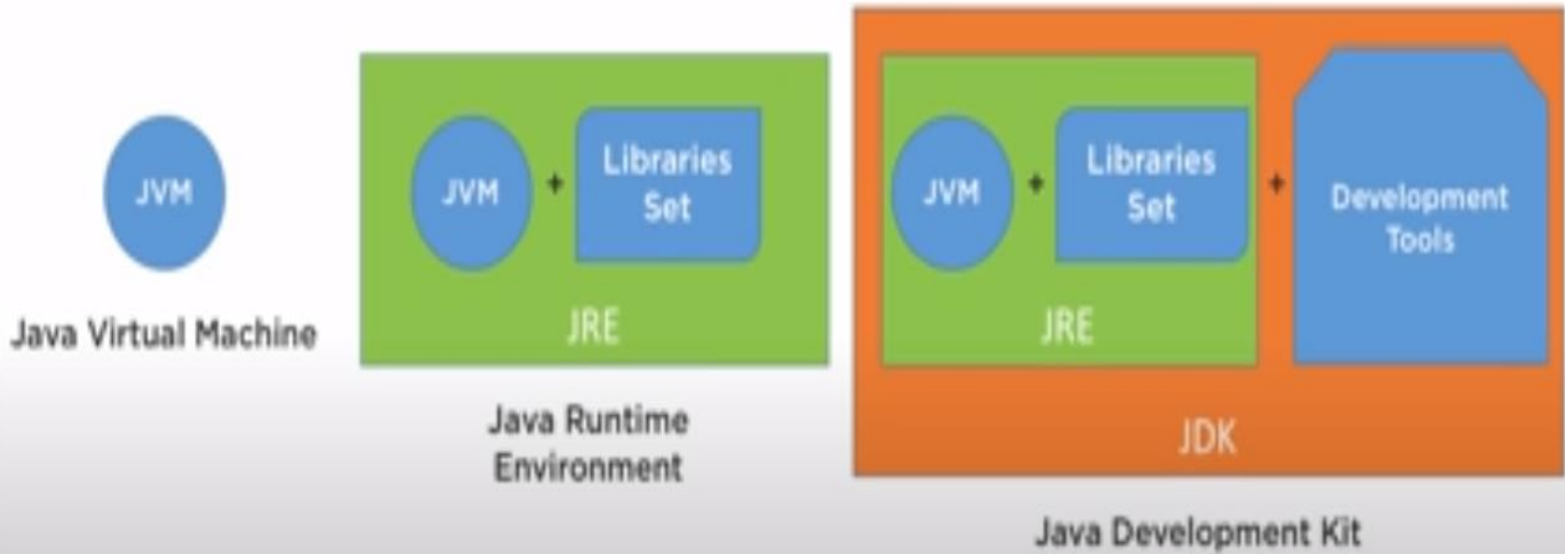 JVM
Java Virtual Machine
JVM
+
Libraries
Set
JRE
Java Runtime
Environment
JVM
+
Libraries
Set
JRE
+
Development
Tools
JDK
Java Development Kit